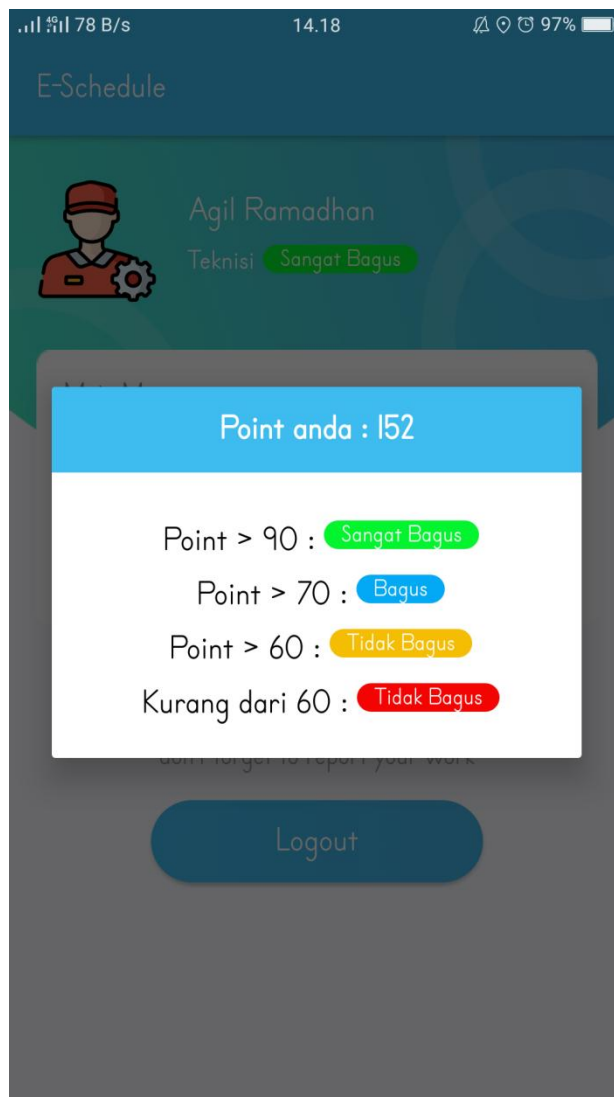 78 B/s 14.18 97%
E-Schedule
Agil Ramadhan
Teknisi Sangat Bagus
Point anda : 152
Point > 90 : Sangat Bagus
Point > 70 : Bagus
Point > 60 : Tidak Bagus
Kurang dari 60 : Tidak Bagus
don't forget to report your work
Logout